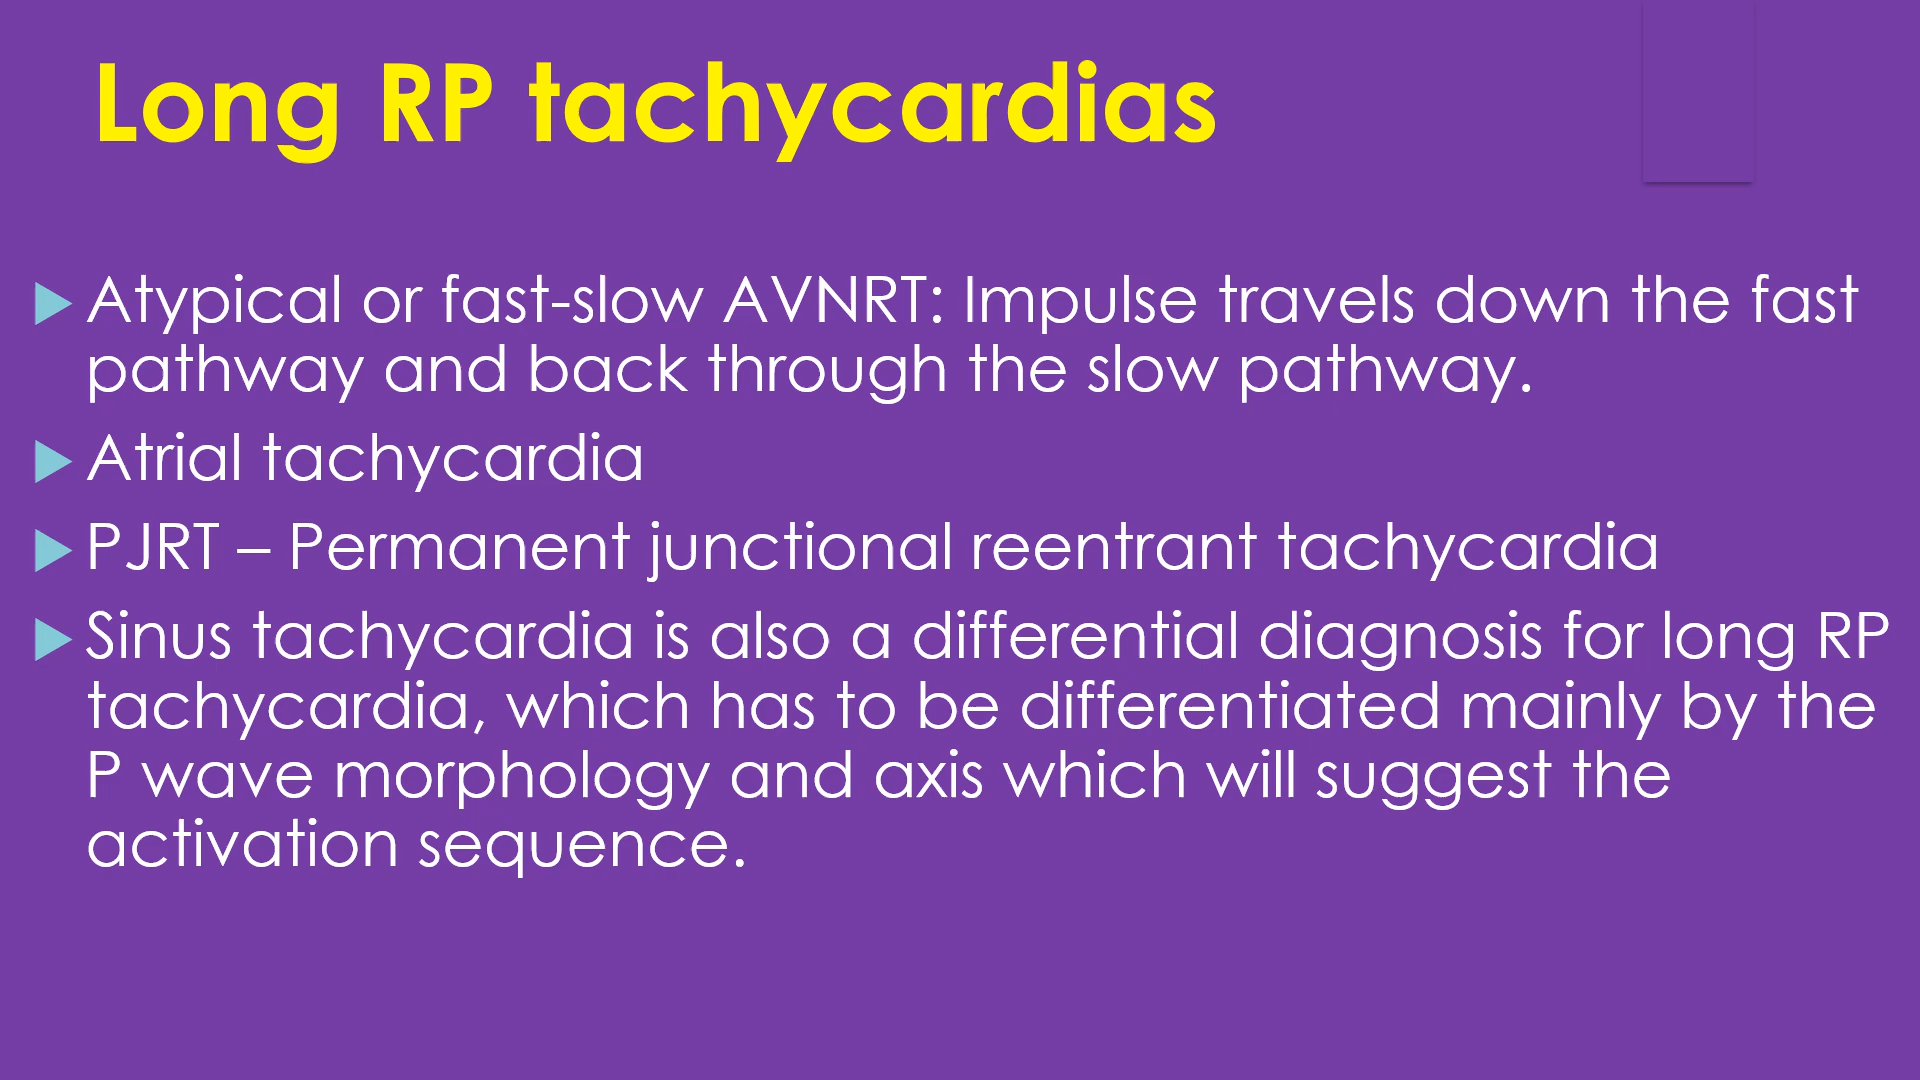 Long RP tachycardias
Atypical or fast-slow AVNRT: Impulse travels down the fast
pathway and back through the slow pathway.
Atrial tachycardia
PJRT – Permanent junctional reentrant tachycardia
Sinus tachycardia is also a differential diagnosis for long RP
tachycardia, which has to be differentiated mainly by the
P wave morphology and axis which will suggest the
activation sequence.